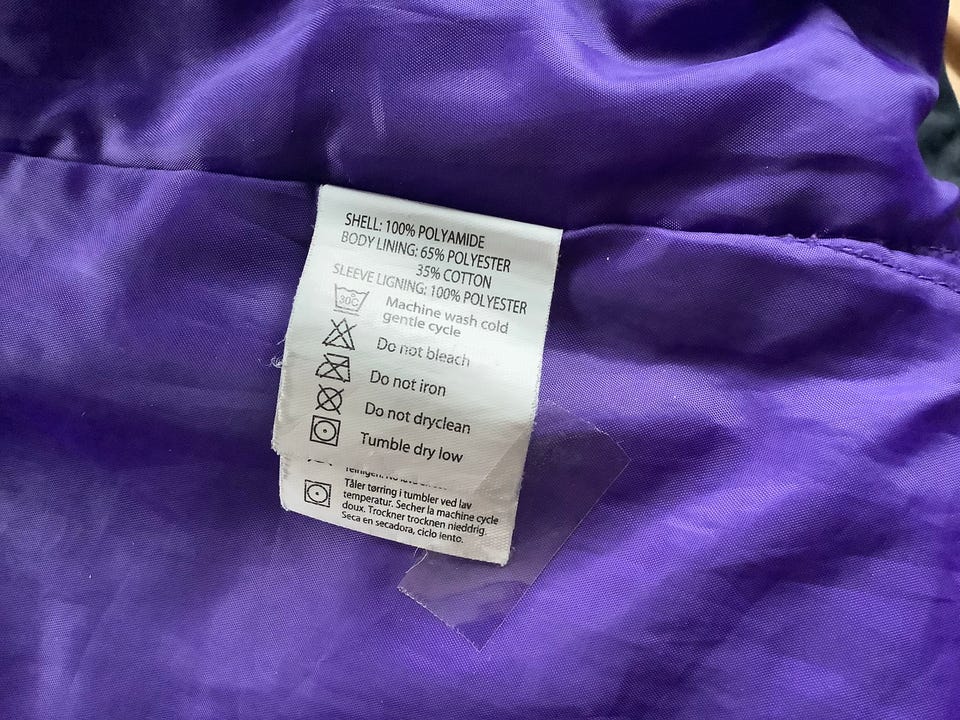 SHELL: 100% POLYAMIDE
BODY LINING: 65% POLYESTER
35% COTTON
SLEEVE LIGNING: 100% POLYESTER
30C
Machine wash cold
gentle cycle
Do not bleach
Do not iron
Do not dryclean
Tumble dry low
Tåler tørring i tumbler ved lav
temperatur. Secher la machine cycle
doux. Trockner trocknen nieddrig.
Seca en secadora, ciclo lento.